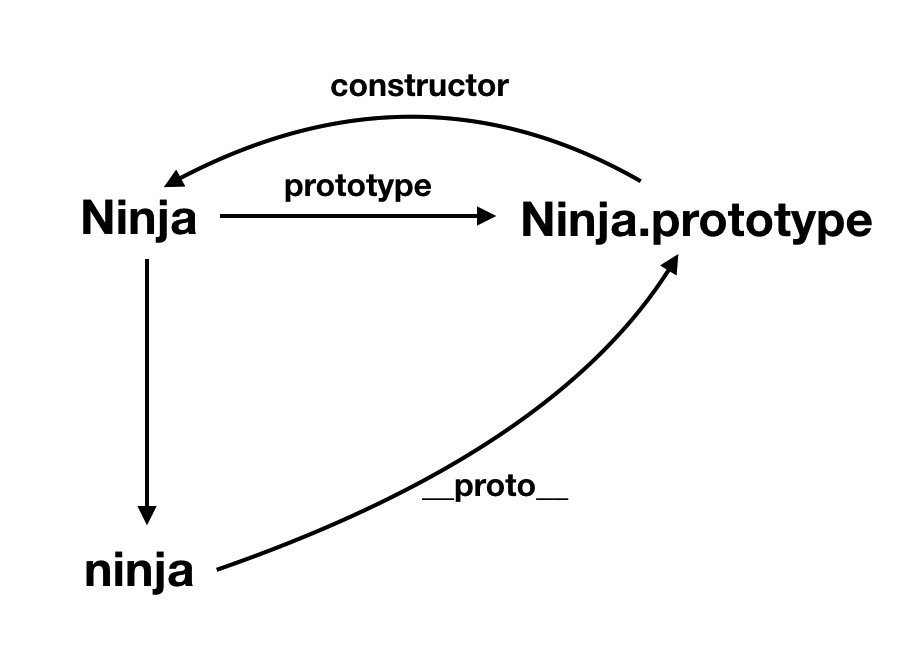 constructor
prototype
Ninja
Ninja.prototype
__proto__
ninja